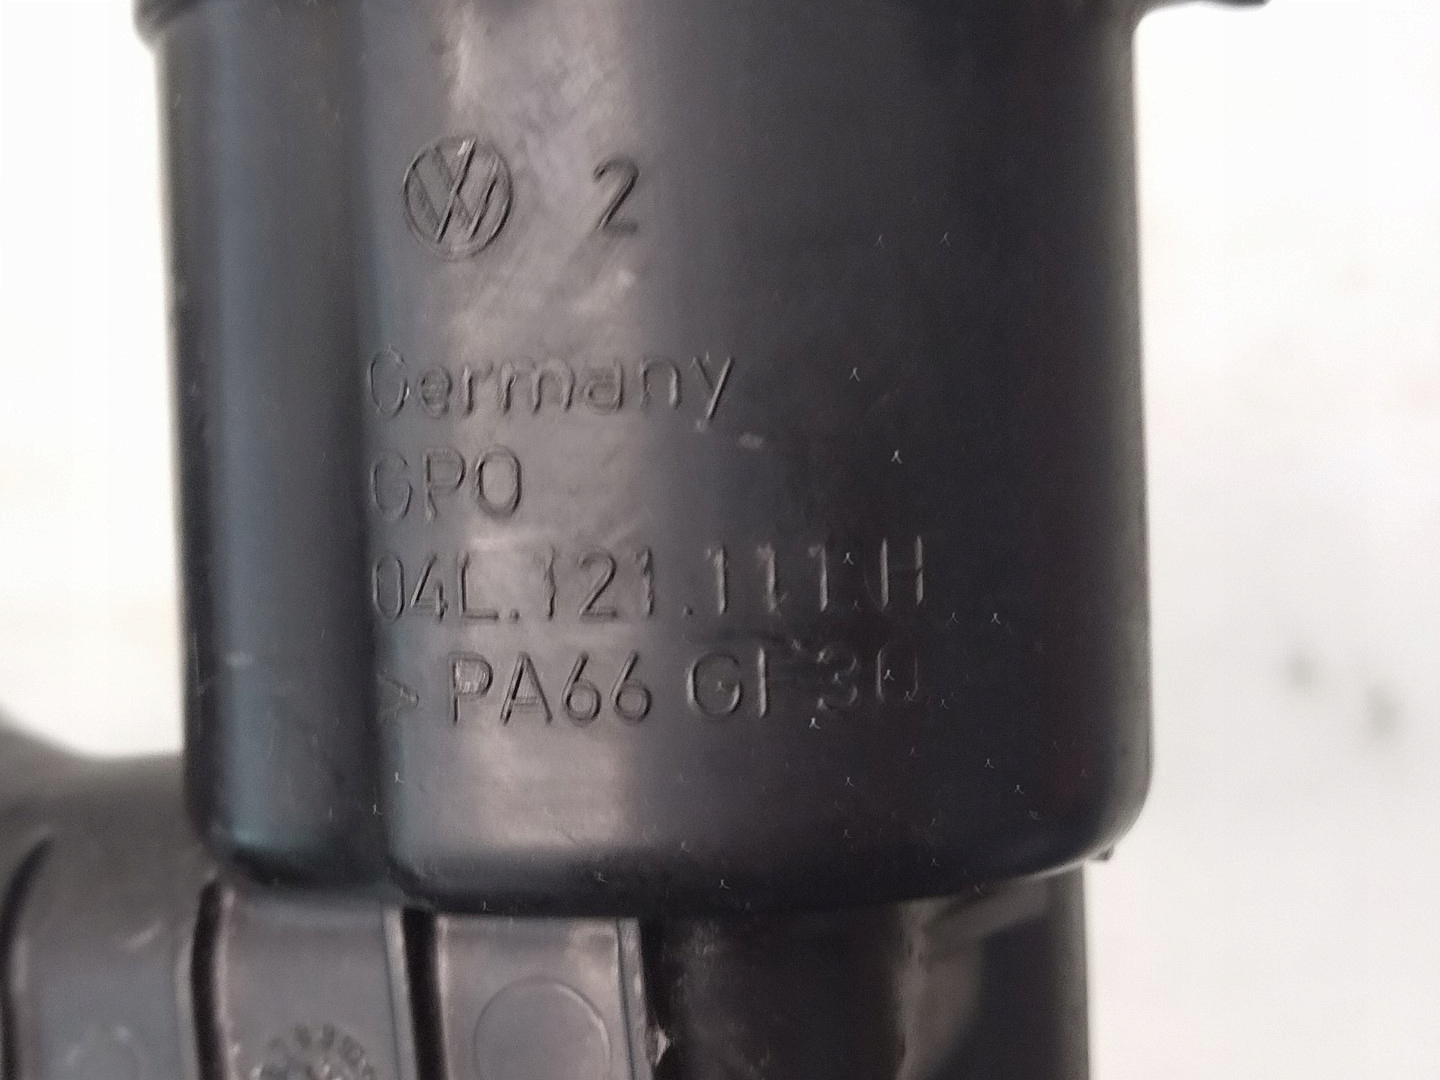 2
Germany
GPO
04L.121.111.H
> PA66 GF30